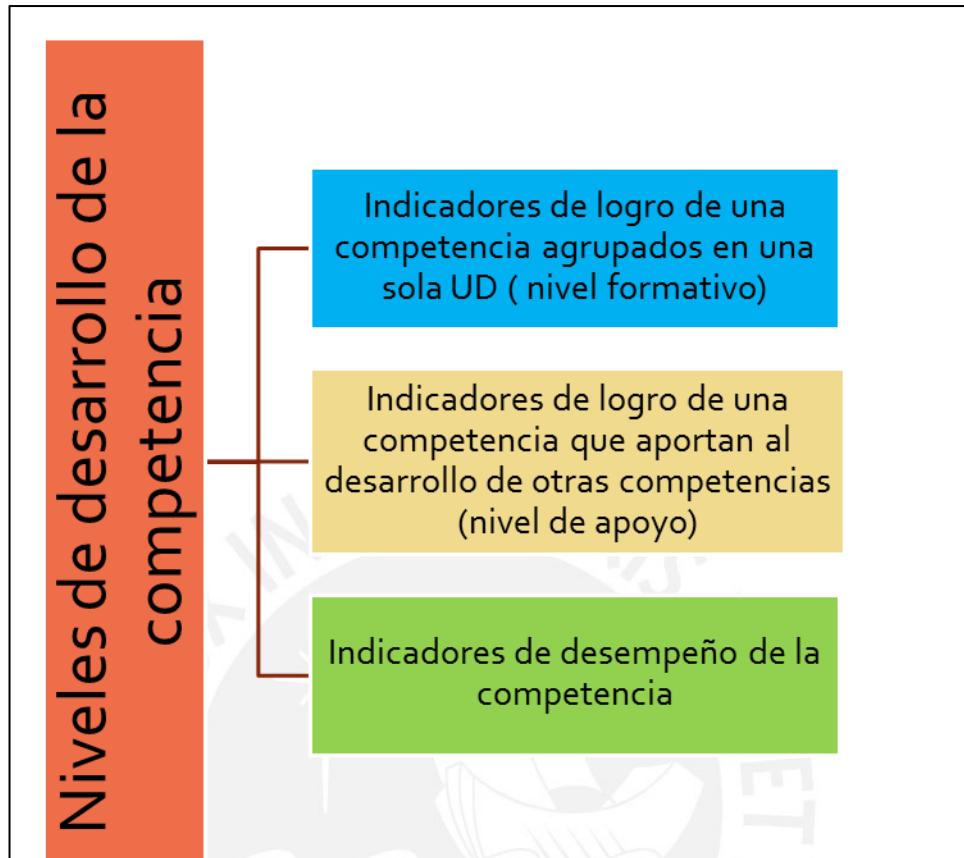 Niveles de desarrollo de la
competencia
Indicadores de logro de una
competencia agrupados en una
sola UD ( nivel formativo)
Indicadores de logro de una
competencia que aportan al
desarrollo de otras competencias
(nivel de apoyo)
Indicadores de desempeño de la
competencia